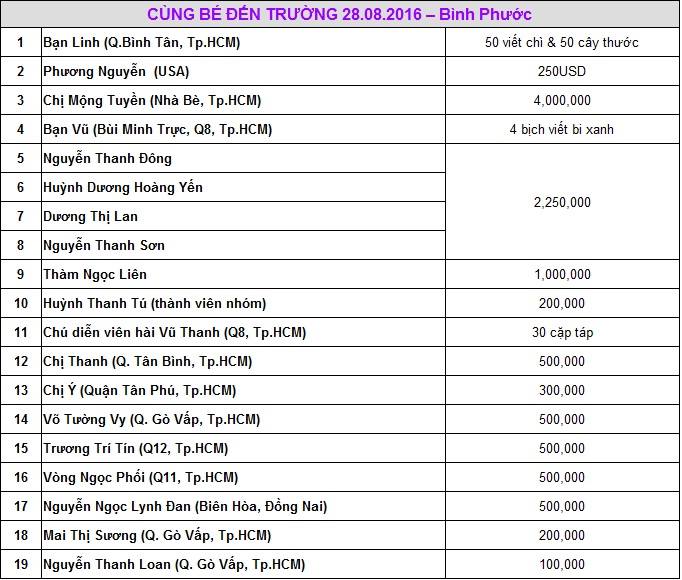 CÙNG BÉ ĐẾN TRƯỜNG 28.08.2016 – Bình Phước
1 Bạn Linh (Q.Bình Tân, Tp.HCM) 50 viết chì & 50 cây thước
2 Phương Nguyễn (USA) 250USD
3 Chị Mộng Tuyền (Nhà Bè, Tp.HCM) 4,000,000
4 Bạn Vũ (Bùi Minh Trực, Q8, Tp.HCM) 4 bịch viết bi xanh
5 Nguyễn Thanh Đông
6 Huỳnh Dương Hoàng Yến
2,250,000
7 Dương Thị Lan
8 Nguyễn Thanh Sơn
9 Thàm Ngọc Liên 1,000,000
10 Huỳnh Thanh Tú (thành viên nhóm) 200,000
11 Chú diễn viên hài Vũ Thanh (Q8, Tp.HCM) 30 cặp táp
12 Chị Thanh (Q. Tân Bình, Tp.HCM) 500,000
13 Chị Ý (Quận Tân Phú, Tp.HCM) 300,000
14 Võ Tường Vy (Q. Gò Vấp, Tp.HCM) 500,000
15 Trương Trí Tín (Q12, Tp.HCM) 500,000
16 Vòng Ngọc Phối (Q11, Tp.HCM) 500,000
17 Nguyễn Ngọc Lynh Đan (Biên Hòa, Đồng Nai) 500,000
18 Mai Thị Sương (Q. Gò Vấp, Tp.HCM) 200,000
19 Nguyễn Thanh Loan (Q. Gò Vấp, Tp.HCM) 100,000